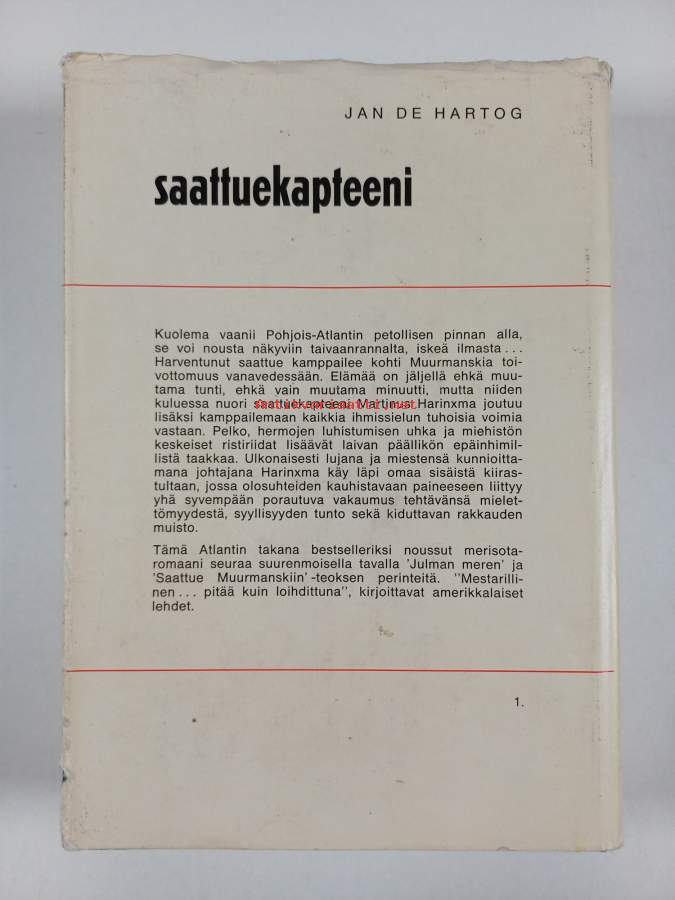 JAN DE HARTOG
saattuekapteeni
Kuolema vaanii Pohjois-Atlantin petollisen pinnan alla,
se voi nousta näkyviin taivaanrannalta, iskeä ilmasta...
Harventunut saattue kamppailee kohti Muurmanskia toi-
vottomuus vanavedessään. Elämää on jäljellä ehkä muu-
tama tunti, ehkä vain muutama minuutti, mutta niiden
kuluessa nuori saattuekapteeni Martinus Harinxma joutuu
lisäksi kamppailemaan kaikkia ihmissielun tuhoisia voimia
vastaan. Pelko, hermojen luhistumisen uhka ja miehistön
keskeiset ristiriidat lisäävät laivan päällikön epäinhimil-
listä taakkaa. Ulkonaisesti lujana ja miestensä kunnioitta-
mana johtajana Harinxma käy läpi omaa sisäistä kiiras-
tultaan, jossa olosuhteiden kauhistavaan paineeseen liittyy
yhä syvempään porautuva vakaumus tehtävänsä mielet-
tömyydestä, syyllisyyden tunto sekä kiduttavan rakkauden
muisto.
Tämä Atlantin takana bestselleriksi noussut merisota-
romaani seuraa suurenmoisella tavalla 'Julman meren' ja
'Saattue Muurmanskiin' -teoksen perinteitä. "Mestarilli-
nen... pitää kuin loihdittuna", kirjoittavat amerikkalaiset
lehdet.
1.